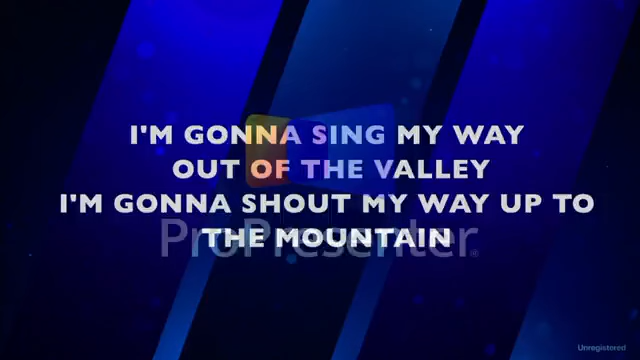 I'M GONNA SING MY WAY
OUT OF THE VALLEY
I'M GONNA SHOUT MY WAY UP TO
THE MOUNTAIN
ProPresenter®
Unregistered